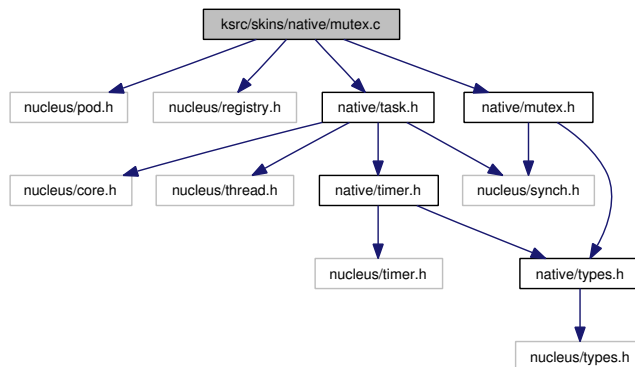 ksrc/skins/native/mutex.c
nucleus/pod.h
nucleus/registry.h
native/task.h
native/mutex.h
nucleus/core.h
nucleus/thread.h
native/timer.h
nucleus/synch.h
nucleus/timer.h
native/types.h
nucleus/types.h